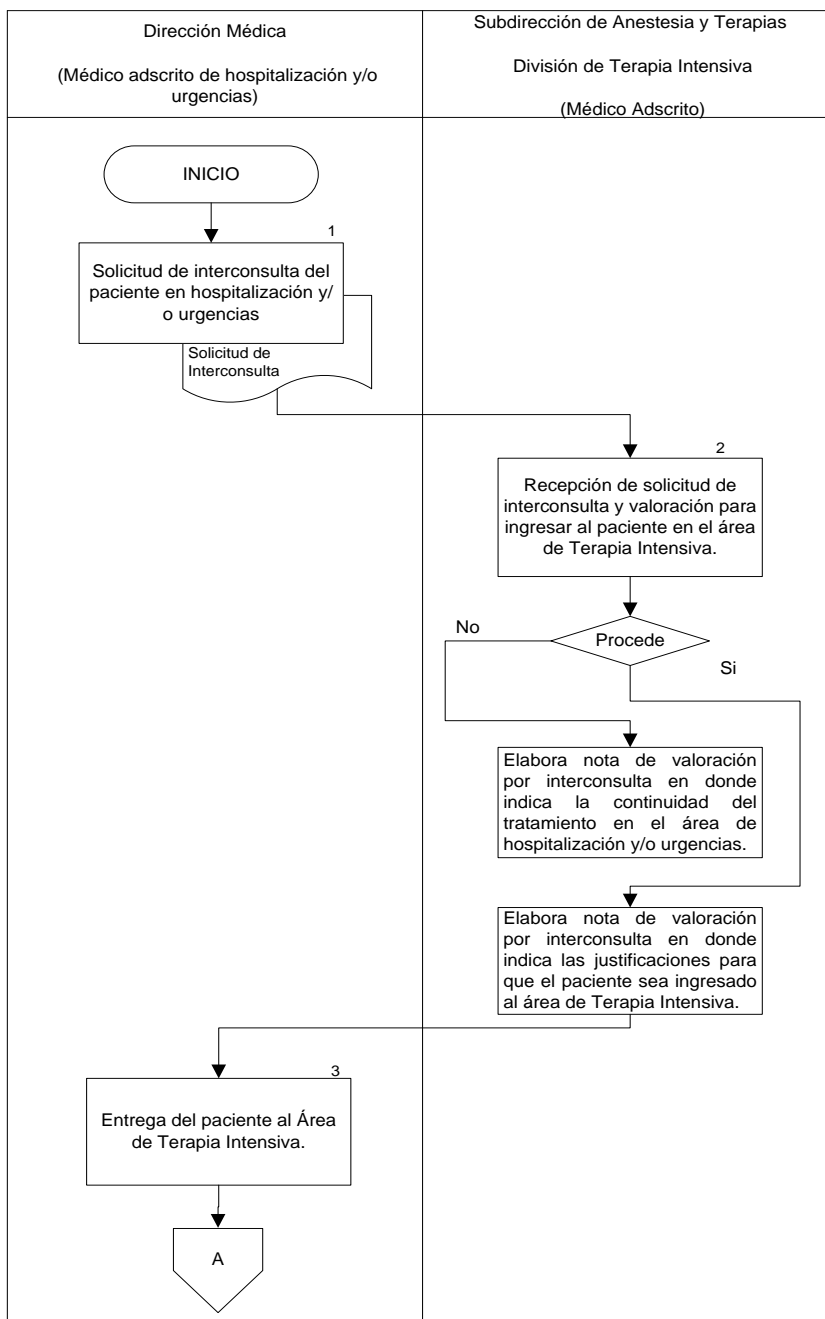 Dirección Médica
(Médico adscrito de hospitalización y/o
urgencias)
Subdirección de Anestesia y Terapias
División de Terapia Intensiva
(Médico Adscrito)
INICIO
1
Solicitud de interconsulta del
paciente en hospitalización y/
o urgencias
Solicitud de
Interconsulta
2
Recepción de solicitud de
interconsulta y valoración para
ingresar al paciente en el área
de Terapia Intensiva.
No
Procede
Si
Elabora nota de valoración
por interconsulta en donde
indica la continuidad del
tratamiento en el área de
hospitalización y/o urgencias.
Elabora nota de valoración
por interconsulta en donde
indica las justificaciones para
que el paciente sea ingresado
al área de Terapia Intensiva.
3
Entrega del paciente al Área
de Terapia Intensiva.
A